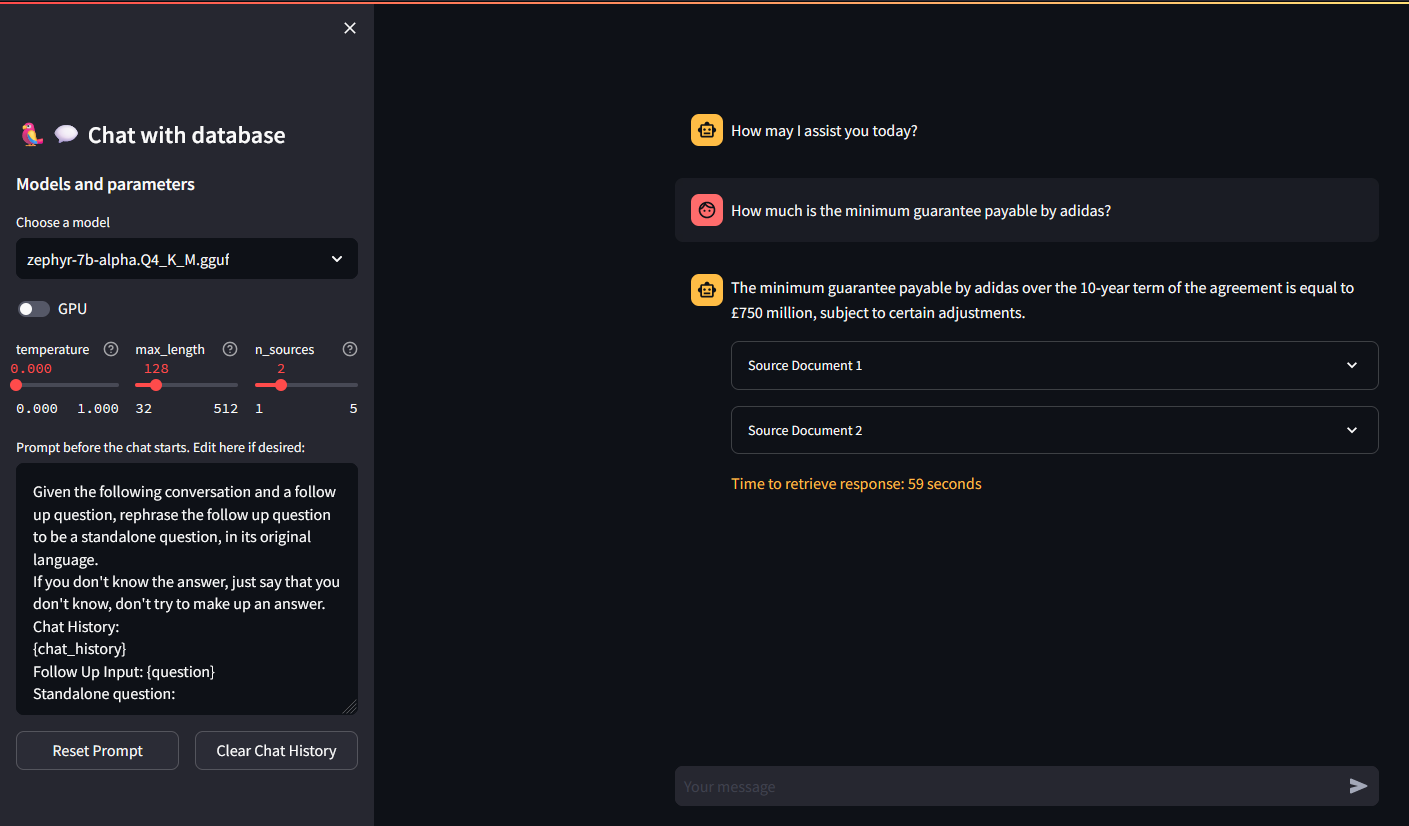 Chat with database
Models and parameters
Choose a model
zephyr-7b-alpha.Q4_K_M.gguf
GPU
temperature
max_length
n_sources
0.000
128
2
0.000 1.000
32 512
1 5
Prompt before the chat starts. Edit here if desired:
Given the following conversation and a follow
up question, rephrase the follow up question
to be a standalone question, in its original
language.
If you don't know the answer, just say that you
don't know, don't try to make up an answer.
Chat History:
{chat_history}
Follow Up Input: {question}
Standalone question:
Reset Prompt
Clear Chat History
How may I assist you today?
How much is the minimum guarantee payable by adidas?
The minimum guarantee payable by adidas over the 10-year term of the agreement is equal to
£750 million, subject to certain adjustments.
Source Document 1
Source Document 2
Time to retrieve response: 59 seconds
Your message